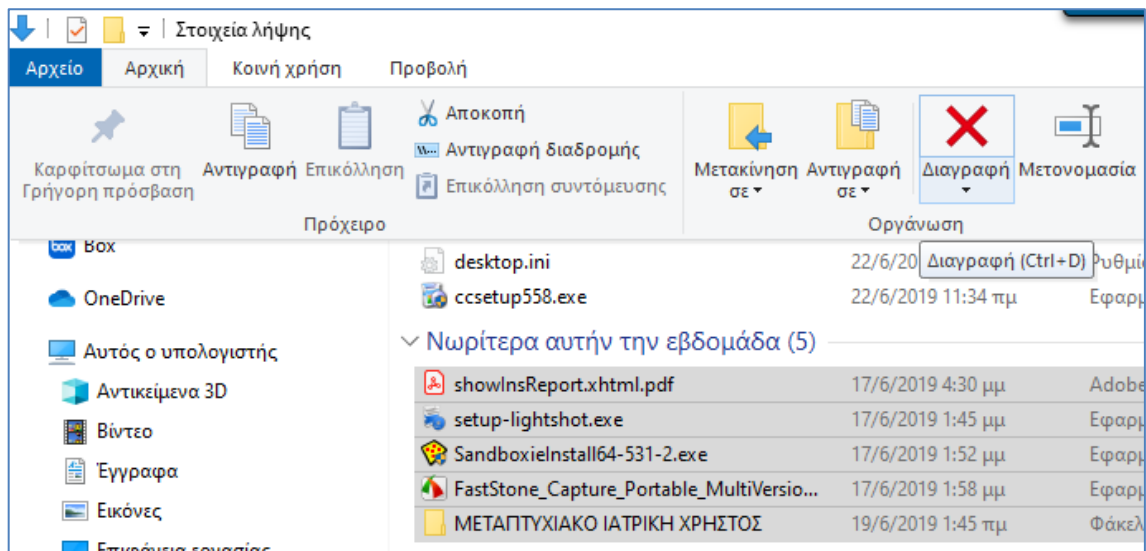 Στοιχεία λήψης
Αρχείο Αρχική Κοινή χρήση Προβολή
Καρφίτσωμα στη Γρήγορη πρόσβαση
Αντιγραφή
Επικόλληση
Αποκοπή
Αντιγραφή διαδρομής
Επικόλληση συντόμευσης
Πρόχειρο
Μετακίνηση σε
Αντιγραφή σε
Διαγραφή
Μετονομασία
Οργάνωση
Διαγραφή (Ctrl+D)
Box
OneDrive
Αυτός ο υπολογιστής
Αντικείμενα 3D
Βίντεο
Έγγραφα
Εικόνες
desktop.ini 22/6/20
ccsetup558.exe 22/6/2019 11:34 πμ Εφαρμ
Νωρίτερα αυτήν την εβδομάδα (5)
showInsReport.xhtml.pdf 17/6/2019 4:30 μμ Adobe
setup-lightshot.exe 17/6/2019 1:45 μμ Εφαρμ
SandboxieInstall64-531-2.exe 17/6/2019 1:52 μμ Εφαρμ
FastStone_Capture_Portable_MultiVersio... 17/6/2019 1:58 μμ Εφαρμ
ΜΕΤΑΠΤΥΧΙΑΚΟ ΙΑΤΡΙΚΗ ΧΡΗΣΤΟΣ 19/6/2019 1:45 πμ Φάκελ